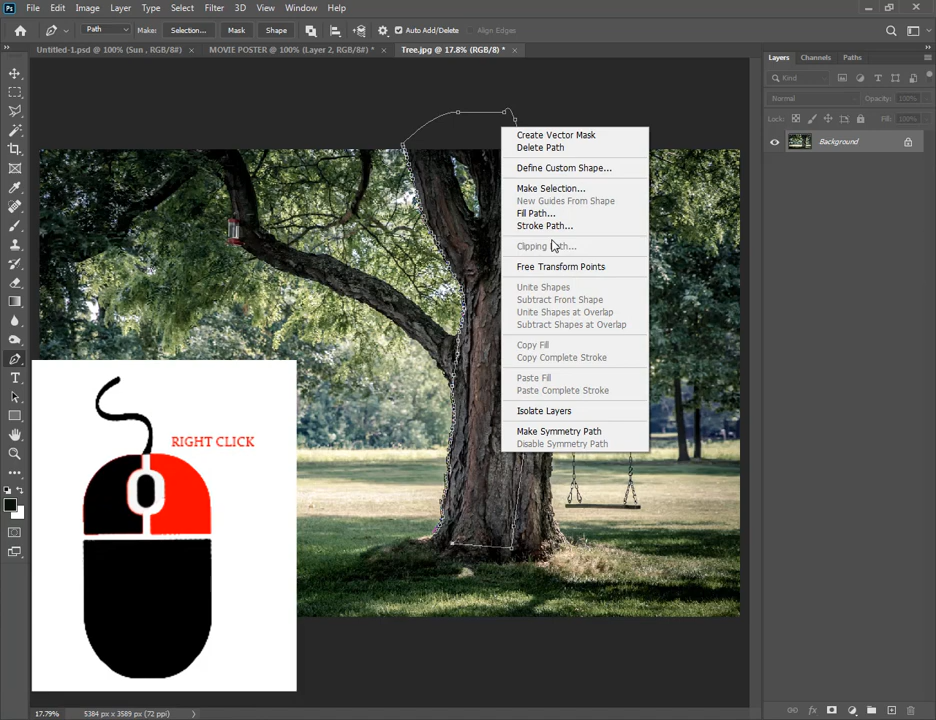 Ps File Edit Image Layer Type Select Filter 3D View Window Help
Path Make: Selection... Mask Shape Auto Add/Delete Align Edges
Untitled-1.psd @ 100% (Sun , RGB/8#) × MOVIE POSTER @ 100% (Layer 2, RGB/8#) * × Tree.jpg @ 17.8% (RGB/8) * ×
Layers Channels Paths
Kind
Normal Opacity: 100%
Lock: Fill: 100%
Background
Create Vector Mask
Delete Path
Define Custom Shape...
Make Selection...
New Guides From Shape
Fill Path...
Stroke Path...
Clipping
Free Transform Points
Unite Shapes
Subtract Front Shape
Unite Shapes at Overlap
Subtract Shapes at Overlap
Copy Fill
Copy Complete Stroke
Paste Fill
Paste Complete Stroke
Isolate Layers
Make Symmetry Path
Disable Symmetry Path
RIGHT CLICK
17.79% 5384 px x 3589 px (72 ppi)